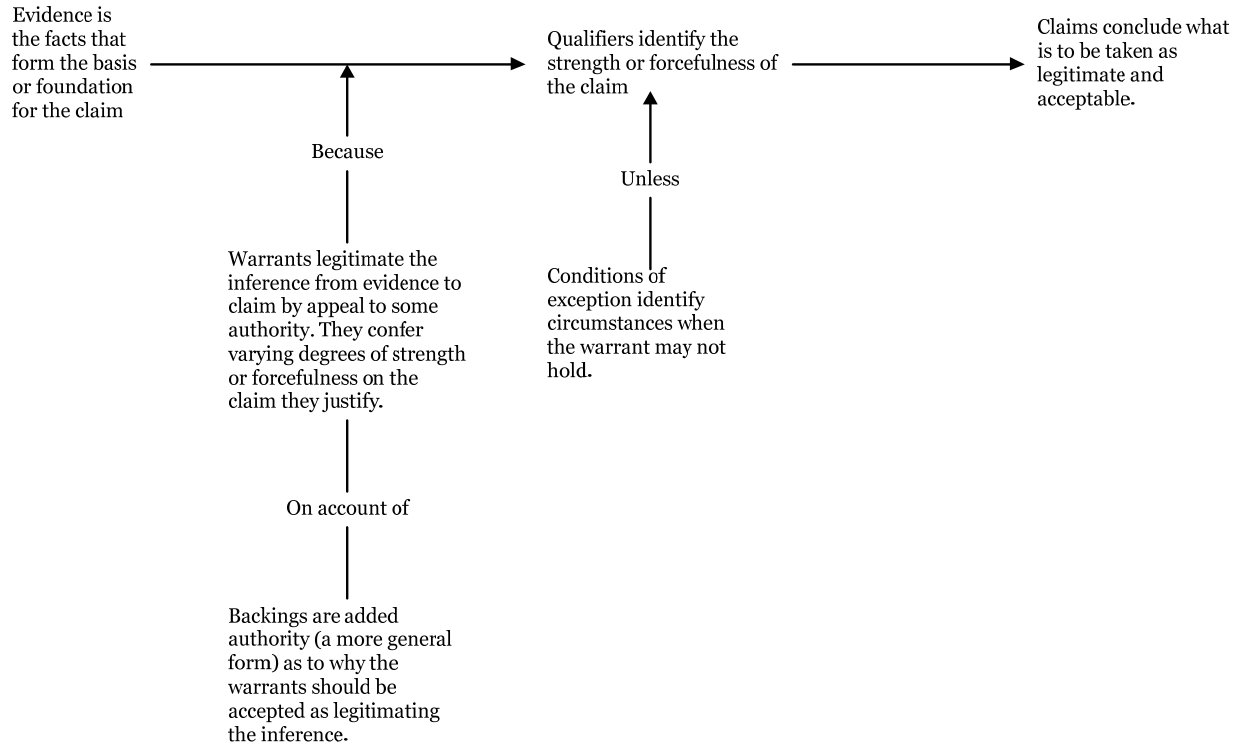 Evidence is
the facts that
form the basis
or foundation
for the claim
Qualifiers identify the
strength or forcefulness of
the claim
Claims conclude what
is to be taken as
legitimate and
acceptable.
Because
Unless
Warrants legitimate the
inference from evidence to
claim by appeal to some
authority. They confer
varying degrees of strength
or forcefulness on the
claim they justify.
Conditions of
exception identify
circumstances when
the warrant may not
hold.
On account of
Backings are added
authority (a more general
form) as to why the
warrants should be
accepted as legitimating
the inference.